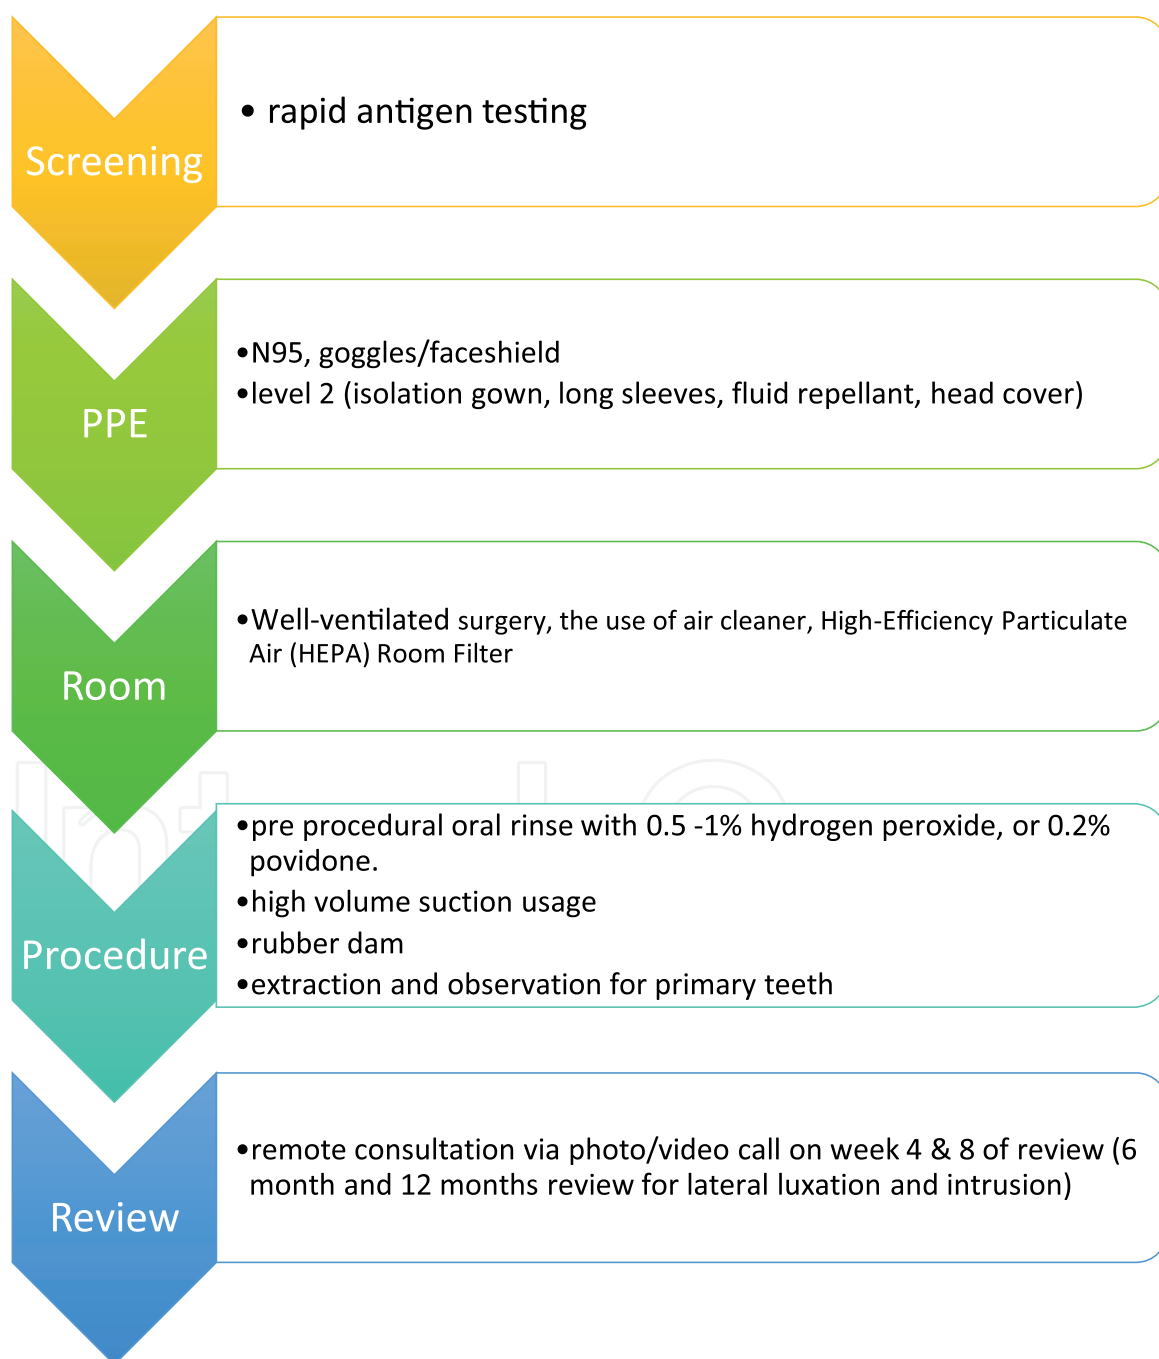 Screening
• rapid antigen testing
PPE
•N95, goggles/faceshield
•level 2 (isolation gown, long sleeves, fluid repellant, head cover)
Room
•Well-ventilated surgery, the use of air cleaner, High-Efficiency Particulate
Air (HEPA) Room Filter
Procedure
•pre procedural oral rinse with 0.5 -1% hydrogen peroxide, or 0.2%
povidone.
•high volume suction usage
•rubber dam
•extraction and observation for primary teeth
Review
•remote consultation via photo/video call on week 4 & 8 of review (6
month and 12 months review for lateral luxation and intrusion)